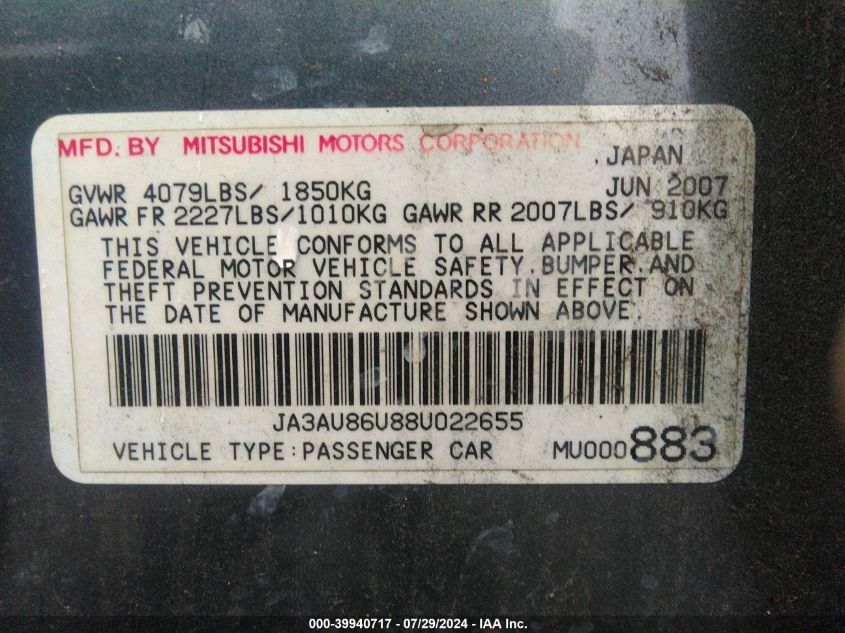 MFD. BY MITSUBISHI MOTORS CORPORATION
JAPAN
GVWR 4079LBS/ 1850KG JUN 2007
GAWR FR 2227LBS/1010KG GAWR RR 2007LBS/ 910KG
THIS VEHICLE CONFORMS TO ALL APPLICABLE
FEDERAL MOTOR VEHICLE SAFETY, BUMPER, AND
THEFT PREVENTION STANDARDS IN EFFECT ON
THE DATE OF MANUFACTURE SHOWN ABOVE.
JA3AU86U88U022655
VEHICLE TYPE:PASSENGER CAR MU000883
000-39940717 / 07/29/2024 - IAA Inc.